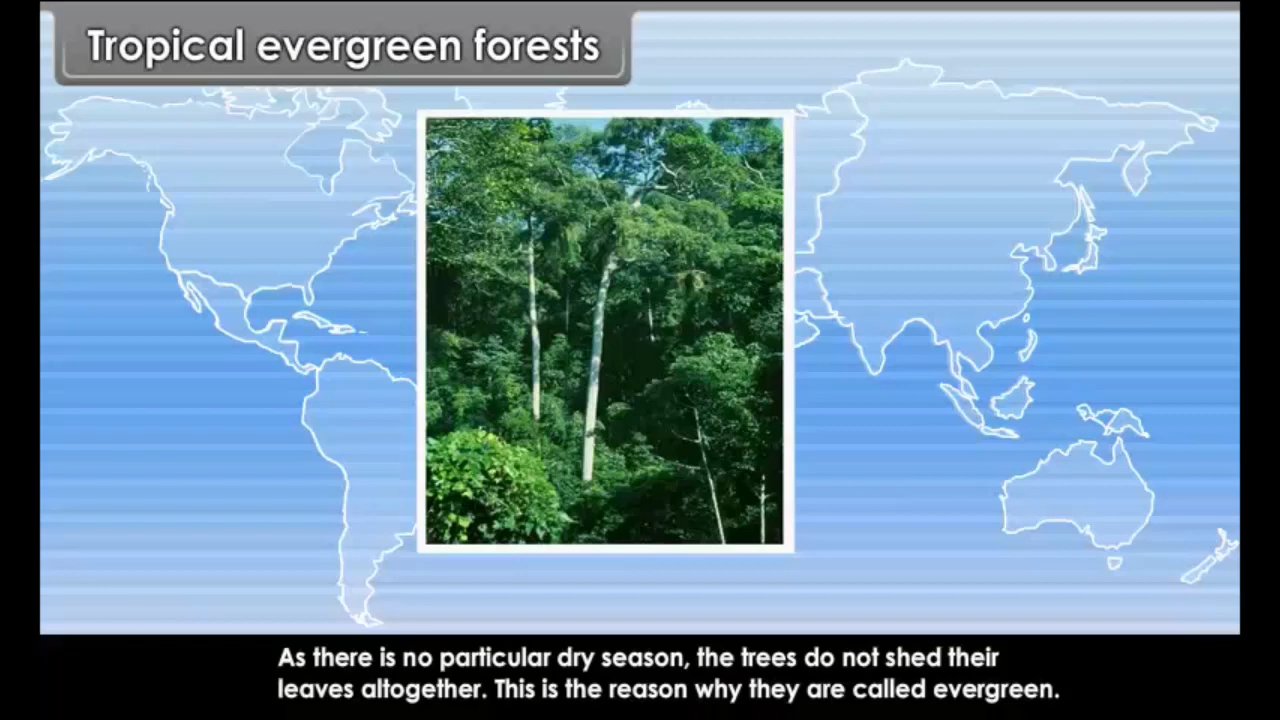 Tropical evergreen forests
As there is no particular dry season, the trees do not shed their
leaves altogether. This is the reason why they are called evergreen.